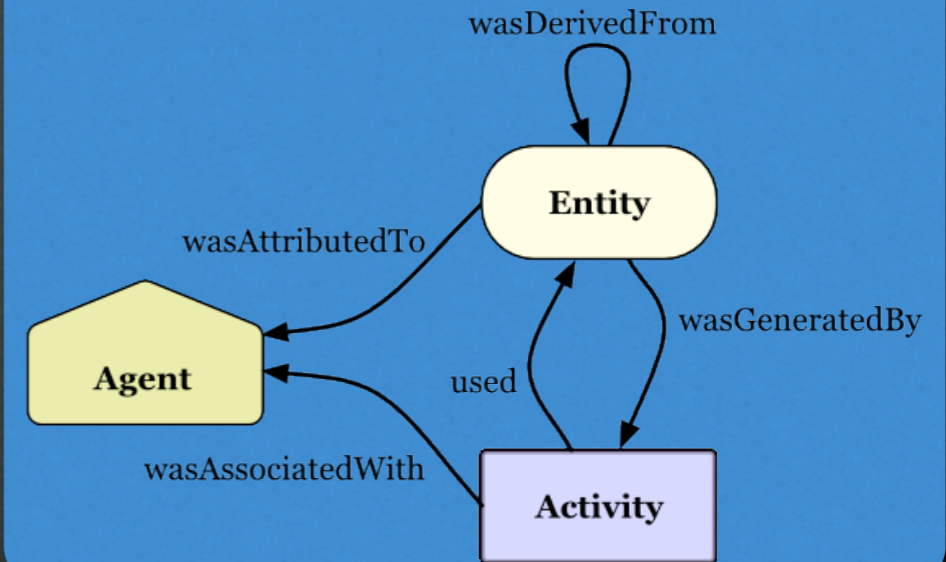 wasDerivedFrom
Entity
wasAttributedTo
wasGeneratedBy
Agent
used
wasAssociatedWith
Activity